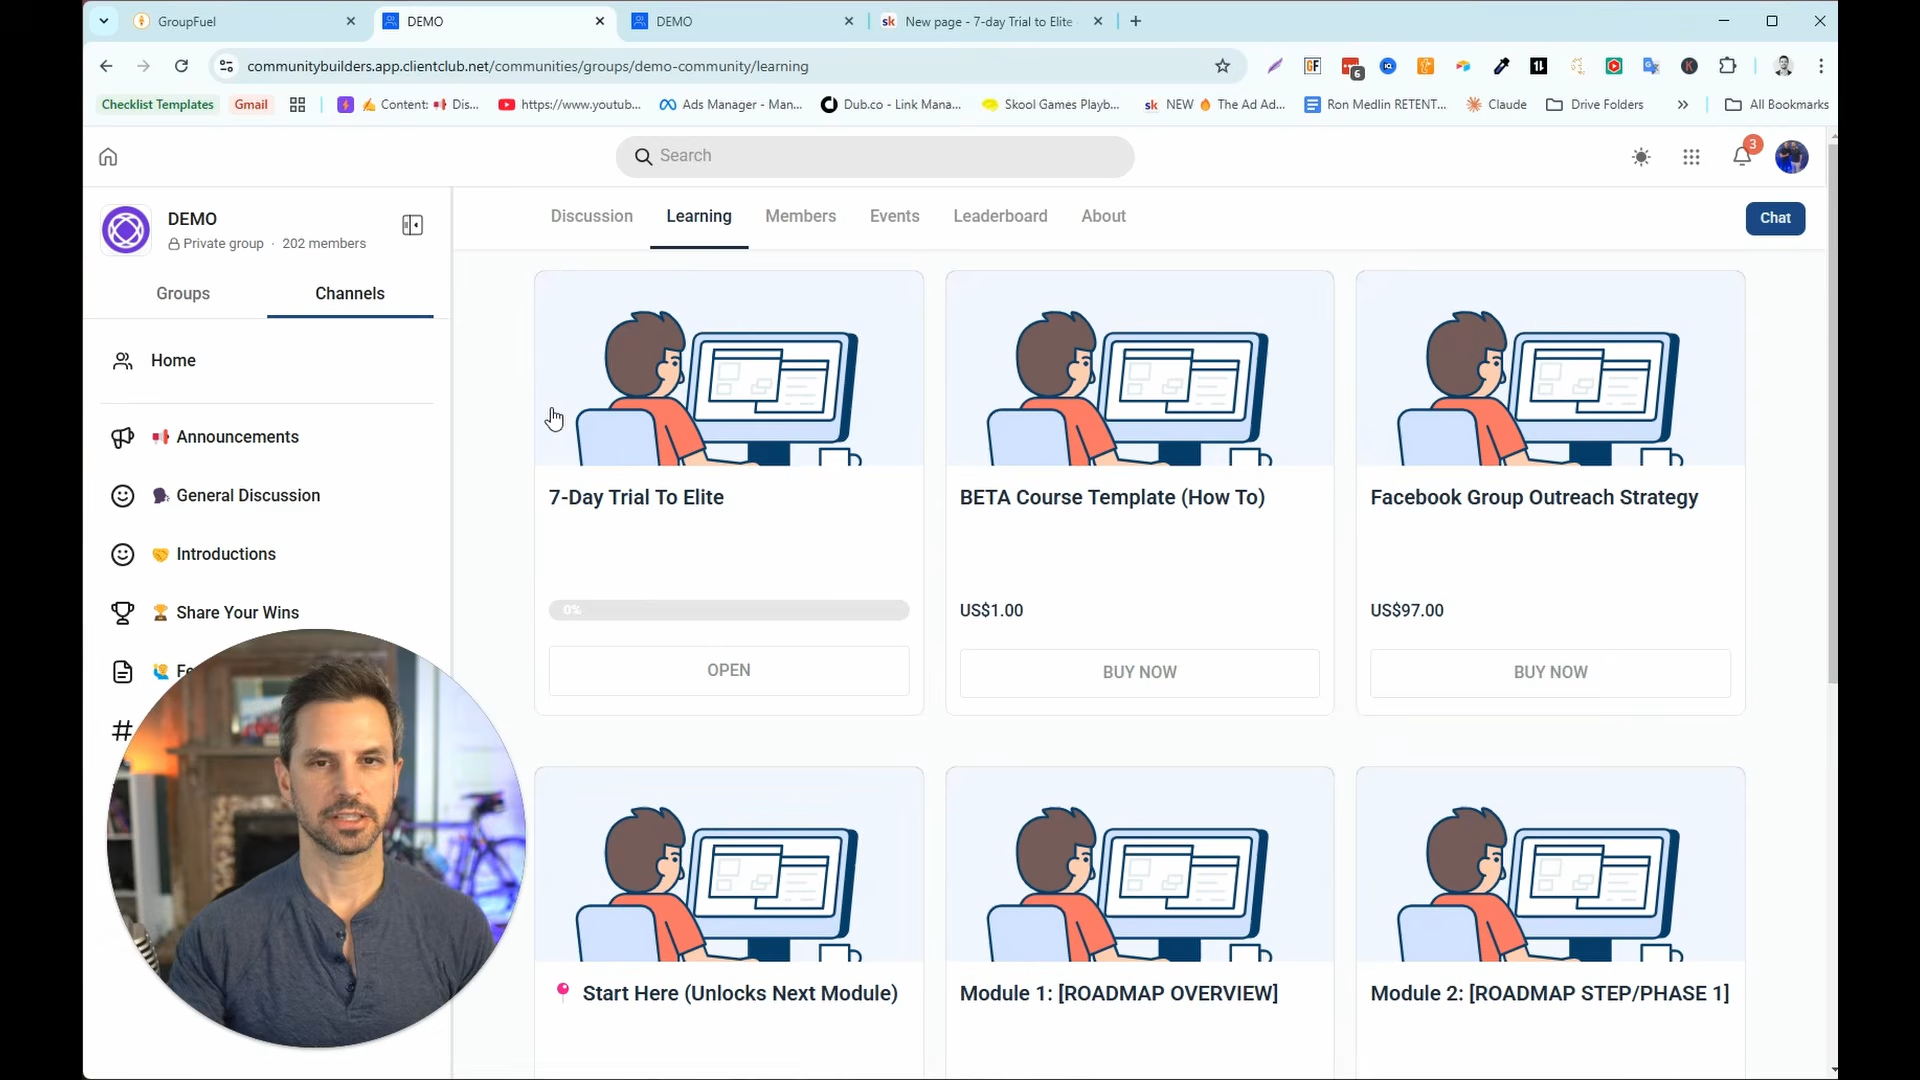 GroupFuel
DEMO
DEMO
New page - 7-day Trial to Elite
communitybuilders.app.clientclub.net/communities/groups/demo-community/learning
GF
6
Checklist Templates
Gmail
Content: Dis...
https://www.youtub...
Ads Manager - Man...
Dub.co - Link Mana...
Skool Games Playb...
sk NEW The Ad Ad...
Ron Medlin RETENT...
Claude
Drive Folders
All Bookmarks
Search
3
DEMO
Private group · 202 members
Discussion
Learning
Members
Events
Leaderboard
About
Chat
Groups
Channels
Home
Announcements
General Discussion
Introductions
Share Your Wins
7-Day Trial To Elite
0%
OPEN
BETA Course Template (How To)
US$1.00
BUY NOW
Facebook Group Outreach Strategy
US$97.00
BUY NOW
Start Here (Unlocks Next Module)
Module 1: [ROADMAP OVERVIEW]
Module 2: [ROADMAP STEP/PHASE 1]